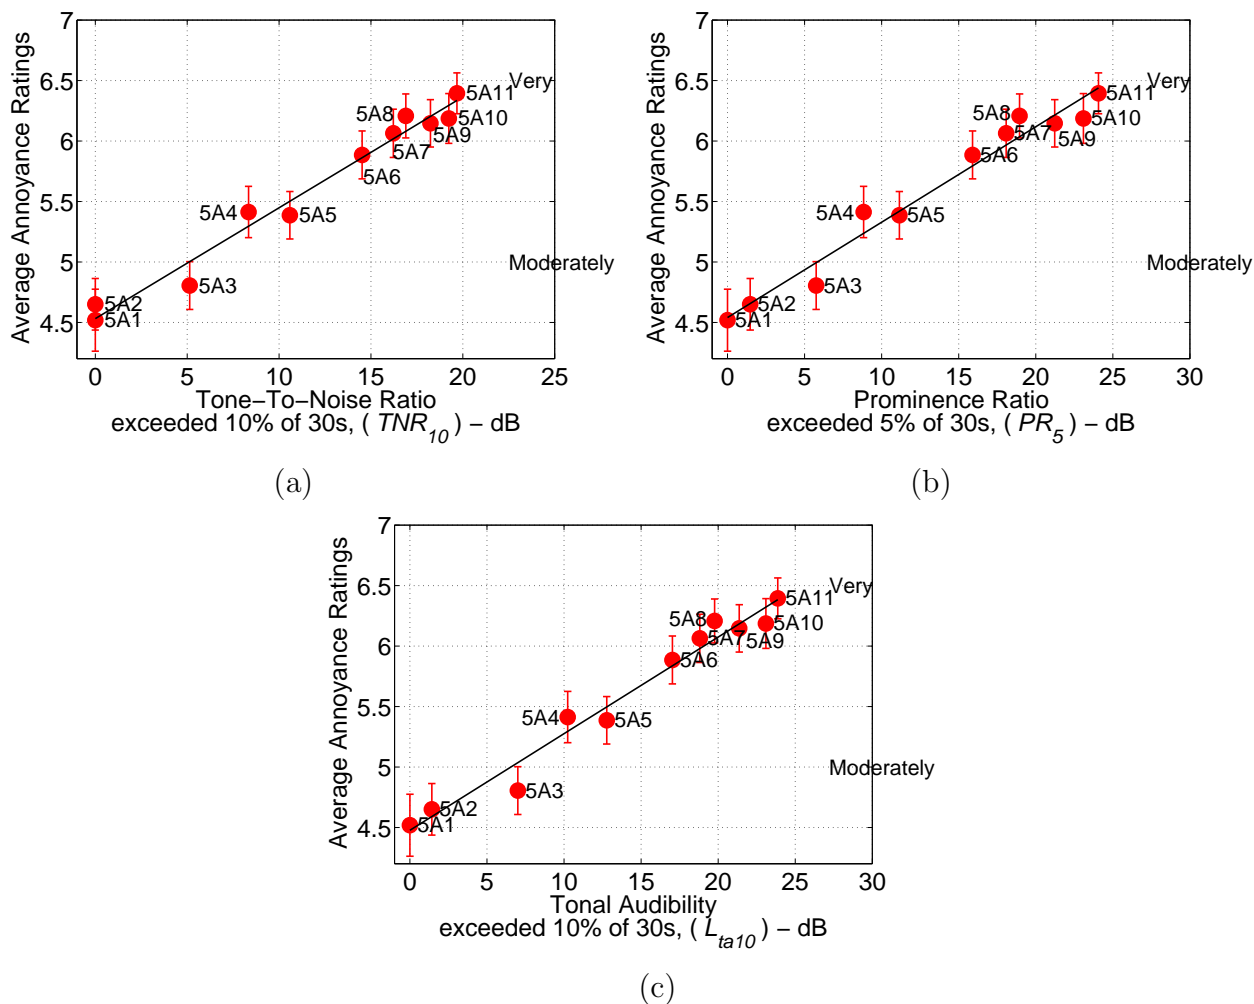 7
6.5
6
5.5
5
4.5
Average Annoyance Ratings
Very
Moderately
5A1
5A2
5A3
5A4
5A5
5A6
5A7
5A8
5A9
5A10
5A11
0 5 10 15 20 25
Tone−To−Noise Ratio
exceeded 10% of 30s, ( TNR10 ) − dB
(a)
7
6.5
6
5.5
5
4.5
Average Annoyance Ratings
Very
Moderately
5A1
5A2
5A3
5A4
5A5
5A6
5A7
5A8
5A9
5A10
5A11
0 5 10 15 20 25 30
Prominence Ratio
exceeded 5% of 30s, ( PR5 ) − dB
(b)
7
6.5
6
5.5
5
4.5
Average Annoyance Ratings
Very
Moderately
5A1
5A2
5A3
5A4
5A5
5A6
5A7
5A8
5A9
5A10
5A11
0 5 10 15 20 25 30
Tonal Audibility
exceeded 10% of 30s, ( Lta10 ) − dB
(c)